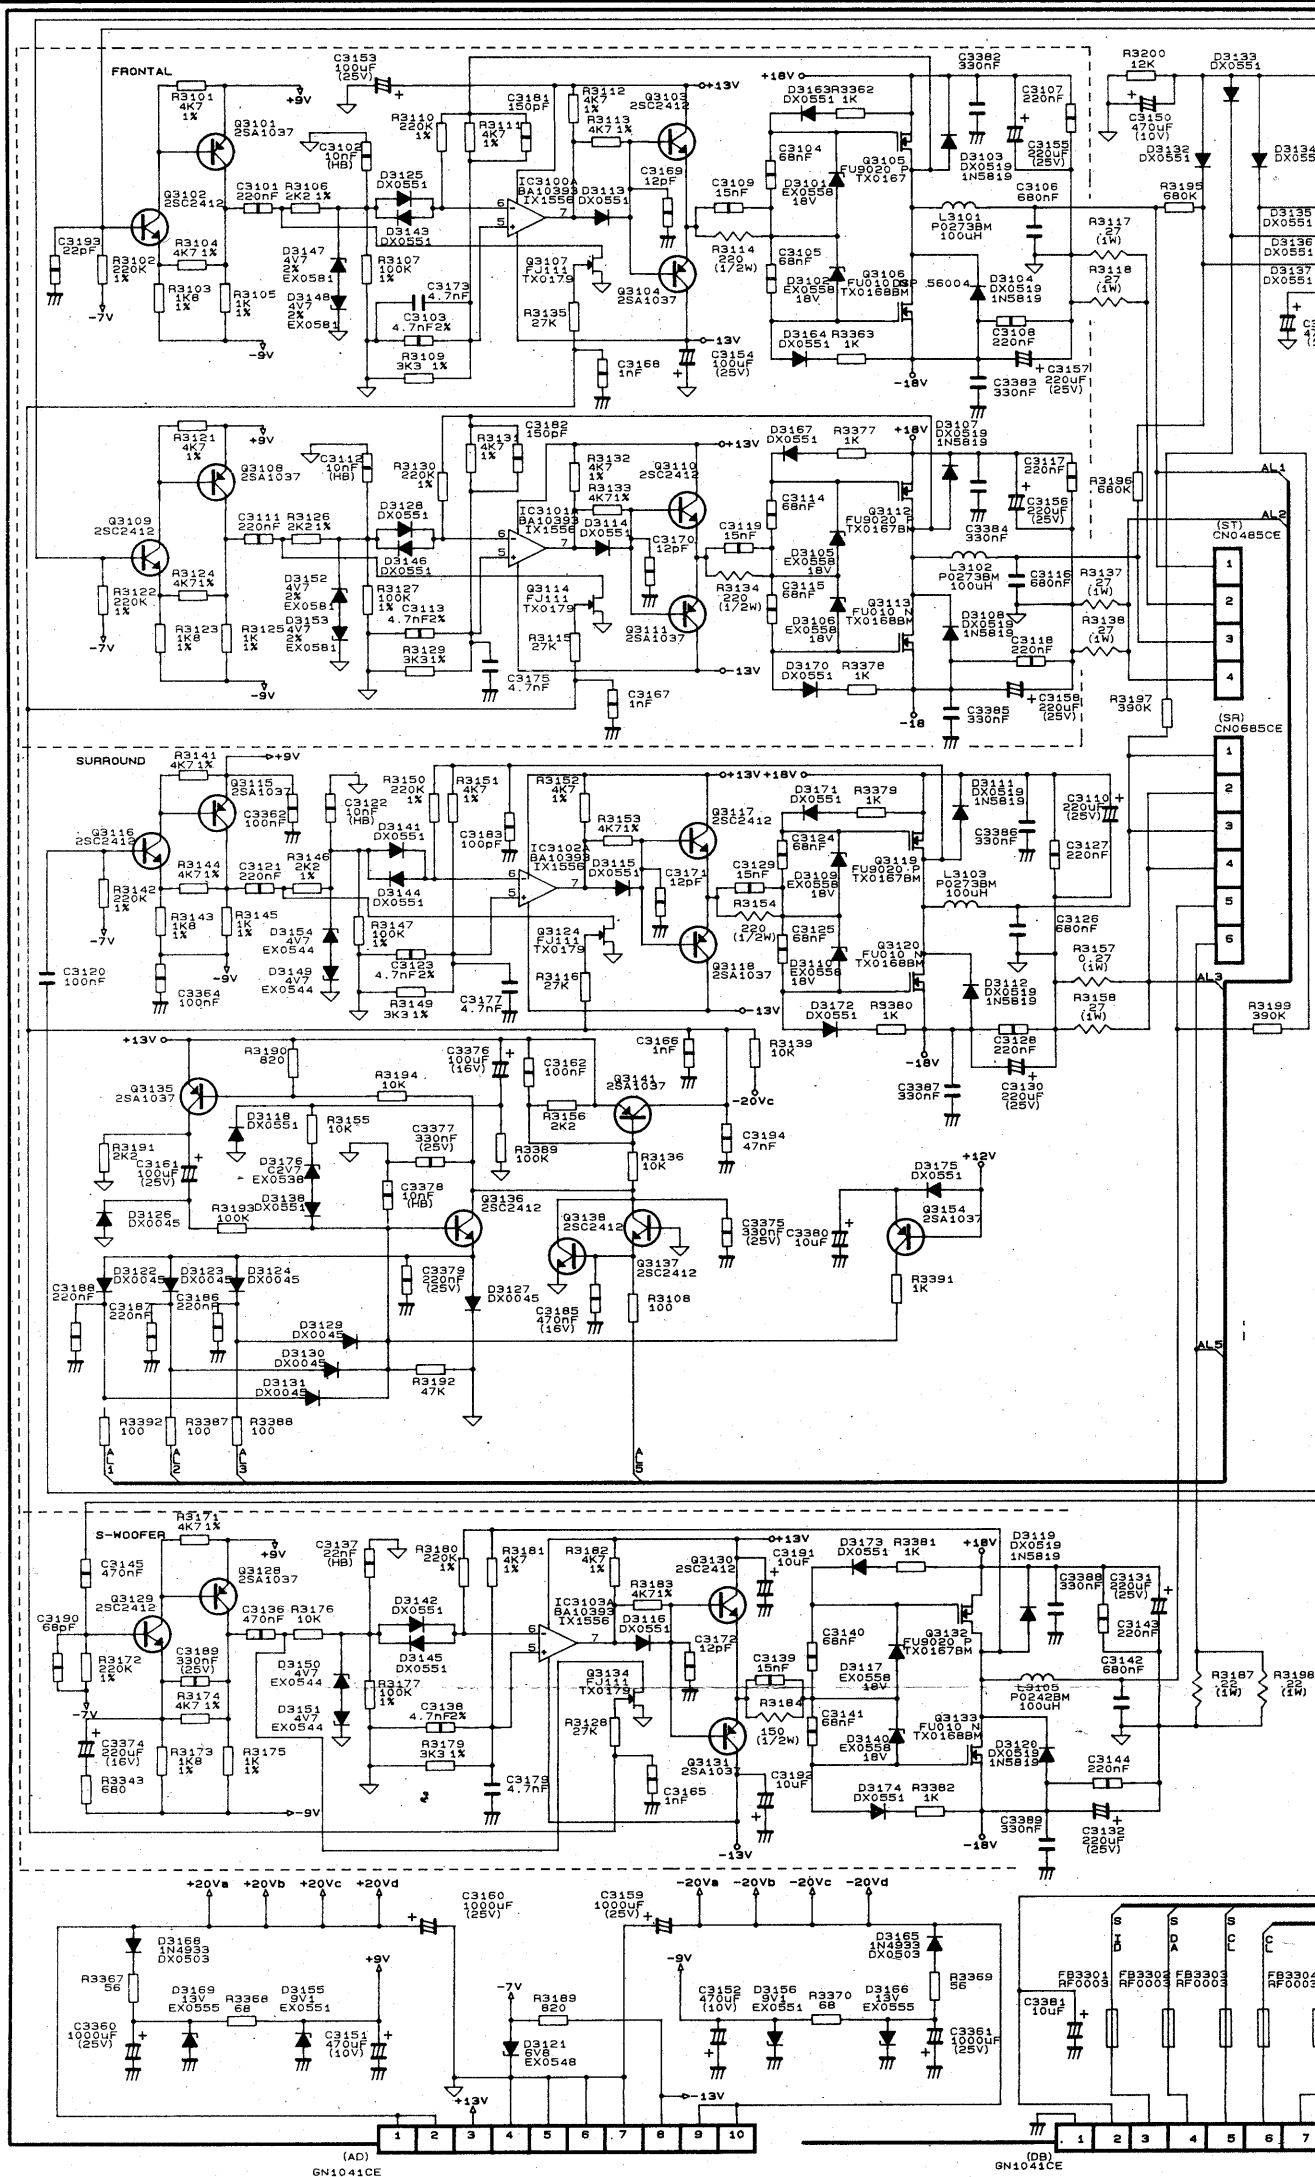 FRONTAL
R3101
4K7
1%
+9V
Q3101
2SA1037
Q3102
2SC2412
C3193
22pF
R3102
220K
1%
-7V
R3104
4K7 1%
R3103
1K8
1%
R3105
1K
1%
-9V
C3101
220nF
R3106
2K2 1%
C3153
100uF
(25V)
C3102
10nF
(HB)
D3147
4V7
2%
EX0581
D3148
4V7
2%
EX0581
D3125
DX0551
D3143
DX0551
R3107
100K
1%
C3173
4.7nF
C3103
4.7nF2%
R3109
3K3 1%
R3110
220K
1%
R3111
4K7
1%
C3181
150pF
IC3100A
BA10393
IX1556
6
5
7
R3112
4K7
1%
R3113
4K7 1%
D3113
DX0551
Q3107
FJ111
TX0179
R3135
27K
C3168
1nF
Q3103
2SC2412
+13V
C3169
12pF
Q3104
2SA1037
-13V
C3154
100uF
(25V)
C3109
15nF
R3114
220
(1/2W)
+18V
D3163
DX0551
R3362
1K
C3104
68nF
D3101
EX0558
18V
C3105
68nF
D3102
EX0558
18V
Q3105
FU9020 P
TX0167
Q3106
FU010
DSP 56004
TX0168BM
D3164
DX0551
R3363
1K
-18V
C3382
330nF
D3103
DX0519
1N5819
C3107
220nF
C3155
220uF
(25V)
L3101
P0273BM
100uH
C3106
680nF
D3104
DX0519
1N5819
C3108
220nF
C3383
330nF
C3157
220uF
(25V)
R3117
.27
(1W)
R3118
.27
(1W)
R3200
12K
C3150
470uF
(10V)
D3133
DX0551
D3132
DX0551
R3195
680K
R3121
4K7
1%
+9V
Q3108
2SA1037
Q3109
2SC2412
R3122
220K
1%
-7V
R3124
4K71%
R3123
1K8
1%
R3125
1K
1%
-9V
C3111
220nF
R3126
2K21%
C3112
10nF
(HB)
D3152
4V7
2%
EX0581
D3153
4V7
2%
EX0581
D3128
DX0551
D3146
DX0551
R3127
100K
1%
C3113
4.7nF2%
R3129
3K31%
C3175
4.7nF
R3130
220K
1%
R3131
4K7
1%
C3182
150pF
IC3101A
BA10393
IX1556
6
5
7
R3132
4K7
1%
R3133
4K71%
D3114
DX0551
C3170
12pF
Q3114
FJ111
TX0179
R3115
27K
C3167
1nF
Q3110
2SC2412
+13V
Q3111
2SA1037
-13V
C3119
15nF
R3134
220
(1/2W)
D3167
DX0551
R3377
1K
+18V
C3114
68nF
D3105
EX0558
18V
C3115
68nF
D3106
EX0558
18V
Q3112
FU9020 P
TX0167BM
Q3113
FU010 N
TX0168BM
D3170
DX0551
R3378
1K
-18
D3107
DX0519
1N5819
C3384
330nF
C3117
220nF
C3156
220uF
(25V)
L3102
P0273BM
100uH
C3116
680nF
D3108
DX0519
1N5819
C3118
220nF
C3385
330nF
C3158
220uF
(25V)
R3137
.27
(1W)
R3138
.27
(1W)
R3196
680K
R3197
390K
AL1
AL2
(ST)
CN0485CE
1
2
3
4
(SR)
CN0685CE
1
2
3
4
5
6
AL3
R3199
390K
SURROUND
R3141
4K71%
+9V
Q3115
2SA1037
Q3116
2SC2412
C3362
100nF
R3142
220K
1%
-7V
R3144
4K71%
R3143
1K8
1%
R3145
1K
1%
-9V
C3364
100nF
C3120
100nF
C3121
220nF
R3146
2K2
1%
C3122
10nF
(HB)
D3141
DX0551
D3144
DX0551
D3154
4V7
EX0544
D3149
4V7
EX0544
R3147
100K
1%
C3123
4.7nF2%
R3149
3K31%
R3150
220K
1%
R3151
4K7
1%
C3183
100pF
C3177
4.7nF
IC3102A
BA10393
IX1556
6
5
7
R3152
4K7
1%
R3153
4K71%
D3115
DX0551
C3171
12pF
Q3124
FJ111
TX0179
R3116
27K
Q3117
2SC2412
+13V
Q3118
2SA1037
-13V
C3129
15nF
R3154
220
(1/2W)
+18V
D3171
DX0551
R3379
1K
C3124
68nF
D3109
EX0558
18V
C3125
68nF
D3110
EX0558
18V
Q3119
FU9020 P
TX0167BM
Q3120
FU010 N
TX0168BM
D3172
DX0551
R3380
1K
-18V
D3111
DX0519
1N5819
C3386
330nF
C3110
220uF
(25V)
C3127
220nF
L3103
P0273BM
100uH
C3126
680nF
D3112
DX0519
1N5819
C3128
220nF
C3387
330nF
C3130
220uF
(25V)
R3157
0.27
(1W)
R3158
.27
(1W)
+13V
Q3135
2SA1037
R3190
820
R3194
10K
C3376
100uF
(16V)
C3162
100nF
R3156
2K2
Q3141
2SA1037
C3166
1nF
R3139
10K
-20Vc
C3194
47nF
R3191
2K2
C3161
100uF
(25V)
D3126
DX0045
D3118
DX0551
R3155
10K
D3176
C2V7
EX0538
D3138
DX0551
R3193
100K
C3377
330nF
(25V)
C3378
10nF
(HB)
R3389
100K
Q3136
2SC2412
R3136
10K
Q3138
2SC2412
Q3137
2SC2412
C3375
330nF
(25V)
C3380
10uF
D3175
DX0551
+12V
Q3154
2SA1037
R3391
1K
C3188
220nF
D3122
DX0045
C3187
220nF
D3123
DX0045
C3186
220nF
D3124
DX0045
C3379
220nF
(25V)
D3127
DX0045
C3185
470nF
(16V)
R3108
100
D3129
DX0045
D3130
DX0045
D3131
DX0045
R3192
47K
R3392
100
R3387
100
R3388
100
AL1
AL2
AL3
AL5
AL5
S-WOOFER
R3171
4K71%
+9V
C3145
470nF
Q3128
2SA1037
Q3129
2SC2412
C3190
68pF
R3172
220K
1%
-7V
C3189
330nF
(25V)
R3174
4K71%
C3374
220uF
(16V)
R3343
680
R3173
1K8
1%
R3175
1K
1%
-9V
C3136
470nF
R3176
10K
C3137
22nF
(HB)
D3142
DX0551
D3145
DX0551
D3150
4V7
EX0544
D3151
4V7
EX0544
R3177
100K
1%
C3138
4.7nF2%
R3179
3K3 1%
C3179
4.7nF
R3180
220K
1%
R3181
4K7
1%
IC3103A
BA10393
IX1556
6
5
7
R3182
4K7
1%
R3183
4K71%
D3116
DX0551
C3172
12pF
Q3134
FJ111
TX0179
R3128
27K
C3165
1nF
Q3130
2SC2412
+13V
C3191
10uF
Q3131
2SA1037
C3192
10uF
-13V
C3139
15nF
R3184
150
(1/2W)
D3173
DX0551
R3381
1K
+18V
C3140
68nF
D3117
EX0558
18V
C3141
68nF
D3140
EX0558
18V
Q3132
FU9020 P
TX0167BM
Q3133
FU010 N
TX0168BM
D3174
DX0551
R3382
1K
-18V
D3119
DX0519
1N5819
C3388
330nF
C3131
220uF
(25V)
C3143
220nF
C3142
680nF
L3105
P0242BM
100uH
D3120
DX0519
1N5819
C3144
220nF
C3389
330nF
C3132
220uF
(25V)
R3187
.22
(1W)
R3198
.22
(1W)
+20Va +20Vb +20Vc +20Vd
C3160
1000uF
(25V)
C3159
1000uF
(25V)
-20Va -20Vb -20Vc -20Vd
D3168
1N4933
DX0503
R3367
56
C3360
1000uF
(25V)
D3169
13V
EX0555
R3368
68
D3155
9V1
EX0551
C3151
470uF
(10V)
+9V
-7V
R3189
820
D3121
6V8
EX0548
-9V
C3152
470uF
(10V)
D3156
9V1
EX0551
R3370
68
D3166
13V
EX0555
D3165
1N4933
DX0503
R3369
56
C3361
1000uF
(25V)
+13V
-13V
1 2 3 4 5 6 7 8 9 10
(AD)
GN1041CE
S ID
S DA
S CL
CL
FB3301
RF0003
FB3302
RF0003
FB3303
RF0003
FB3304
RF0003
C3381
10uF
1 2 3 4 5 6 7
(DB)
GN1041CE